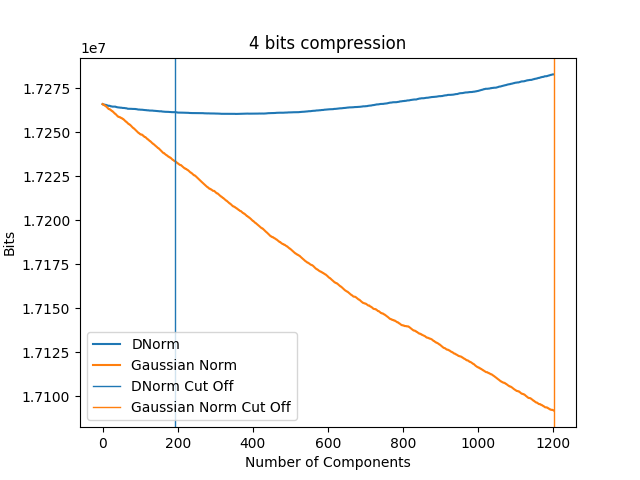 4 bits compression
1e7
1.7275
1.7250
1.7225
1.7200
1.7175
1.7150
1.7125
1.7100
Bits
DNorm
Gaussian Norm
DNorm Cut Off
Gaussian Norm Cut Off
0 200 400 600 800 1000 1200
Number of Components